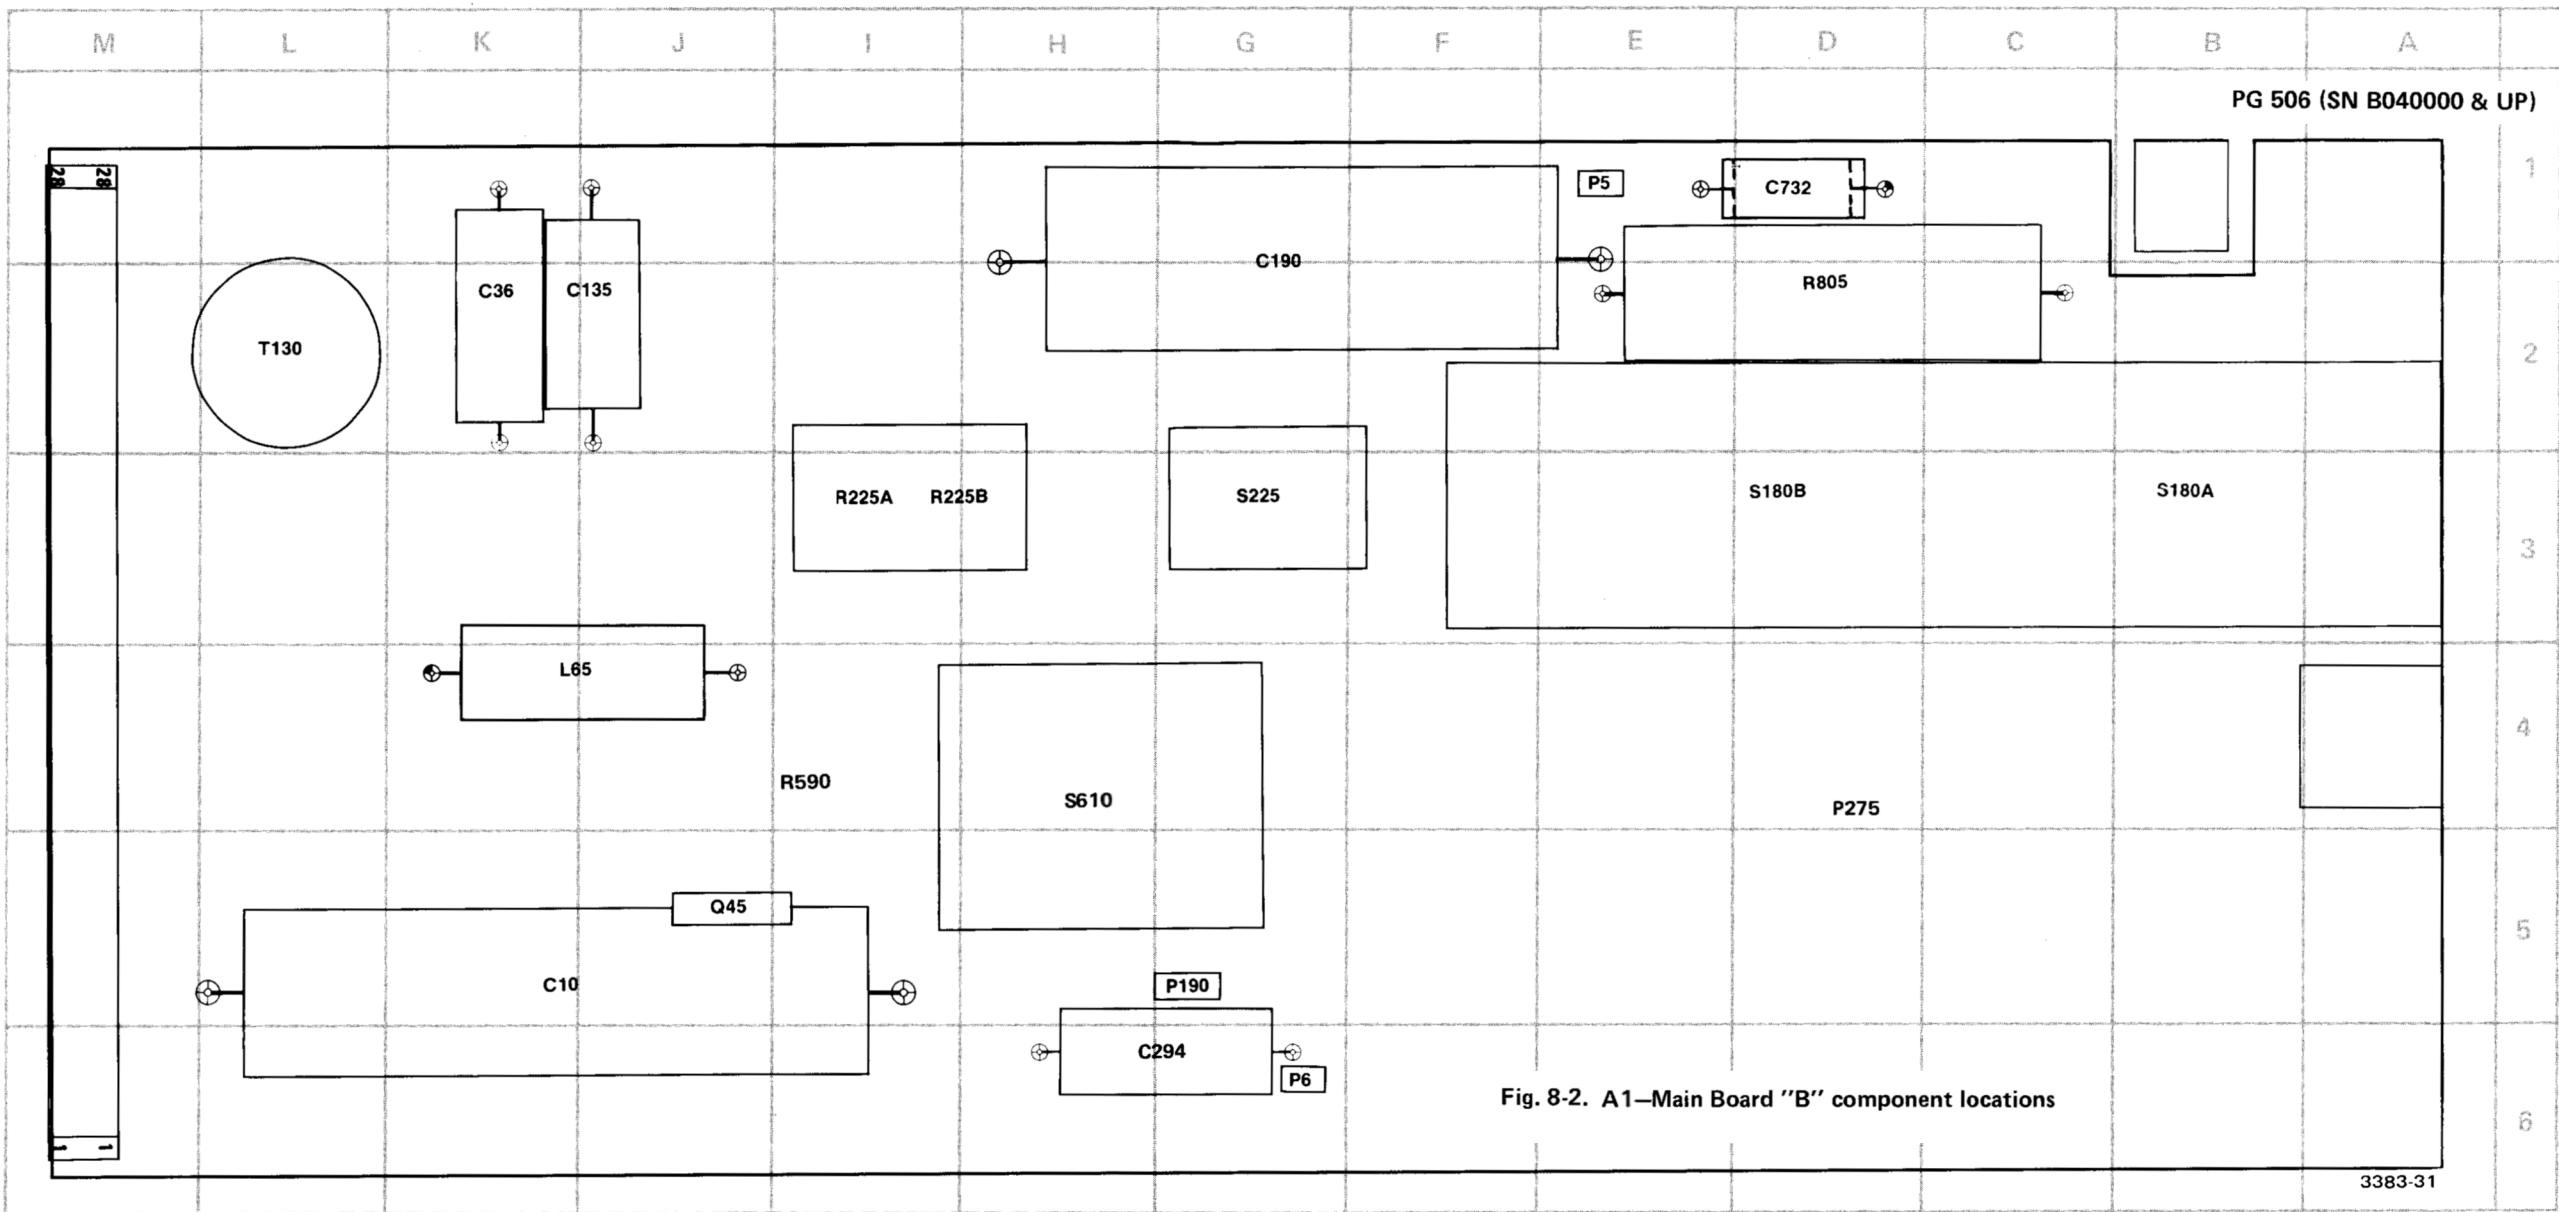 M L K J I H G F E D C B A
PG 506 (SN B040000 & UP)
28 28
1
P5
C732
C190
R805
C36
C135
T130
2
R225A R225B
S225
S180B
S180A
3
L65
4
R590
S610
P275
Q45
5
C10
P190
C294
P6
Fig. 8-2. A1—Main Board "B" component locations
6
1 1
3383-31